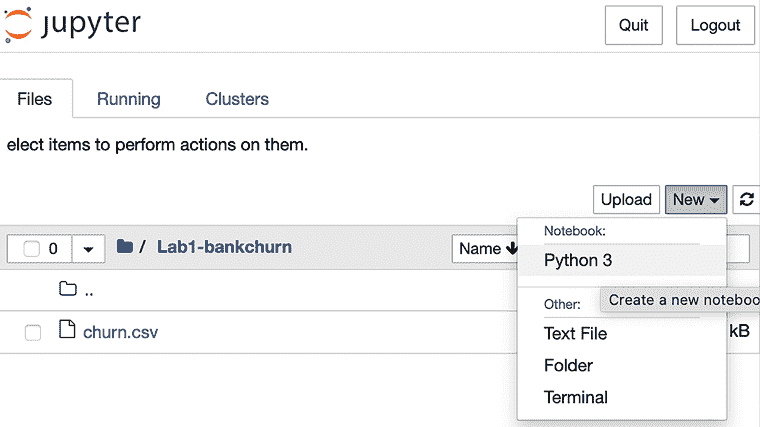 jupyter
Quit
Logout
Files
Running
Clusters
elect items to perform actions on them.
Upload
New
0
/ Lab1-bankchurn
Name
Notebook:
Python 3
Create a new noteboo
Other:
..
churn.csv
kB
Text File
Folder
Terminal